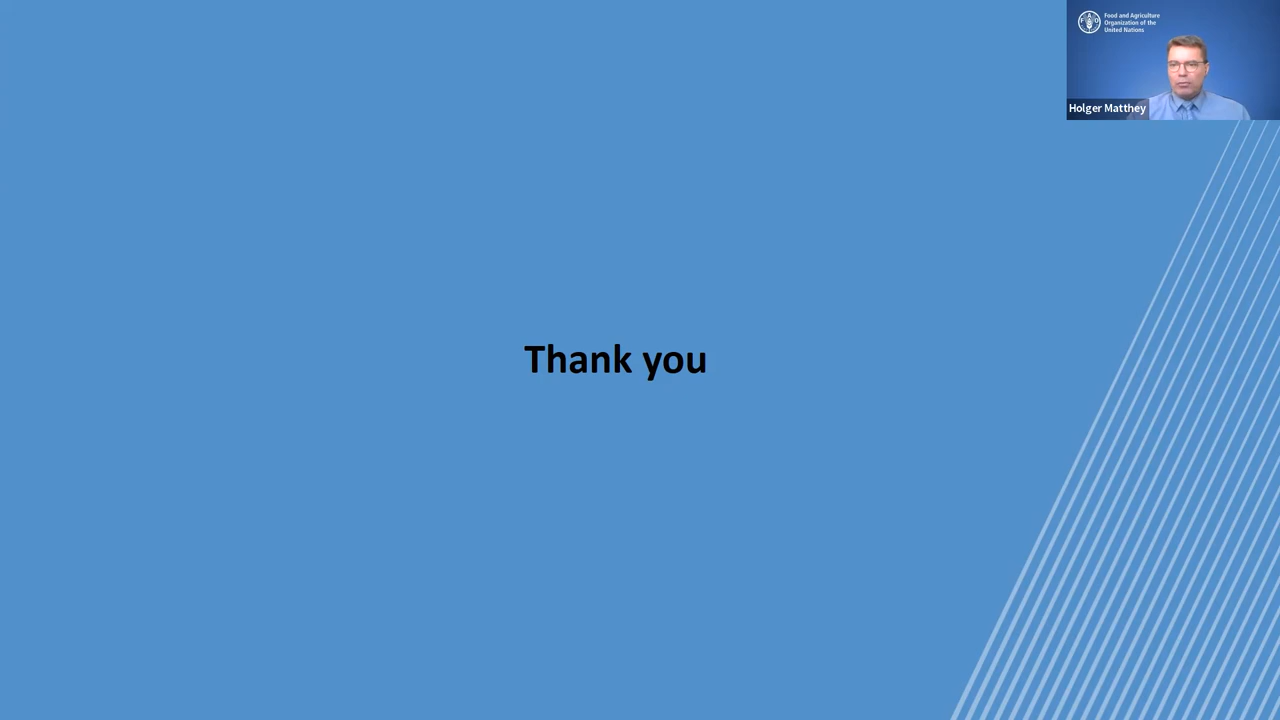 Food and Agriculture
Organization of the
United Nations
Holger Matthey
Thank you